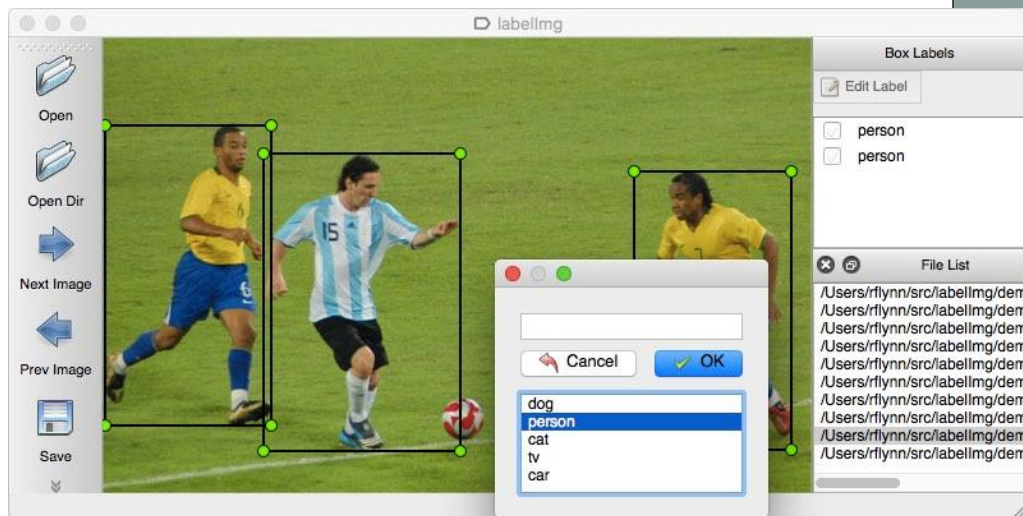 labelImg
Open
Open Dir
Next Image
Prev Image
Save
15
6
Box Labels
Edit Label
person
person
File List
/Users/rflynn/src/labelImg/dem
/Users/rflynn/src/labelImg/dem
/Users/rflynn/src/labelImg/dem
/Users/rflynn/src/labelImg/dem
/Users/rflynn/src/labelImg/dem
/Users/rflynn/src/labelImg/dem
/Users/rflynn/src/labelImg/dem
/Users/rflynn/src/labelImg/dem
/Users/rflynn/src/labelImg/dem
/Users/rflynn/src/labelImg/dem
Cancel
OK
dog
person
cat
tv
car